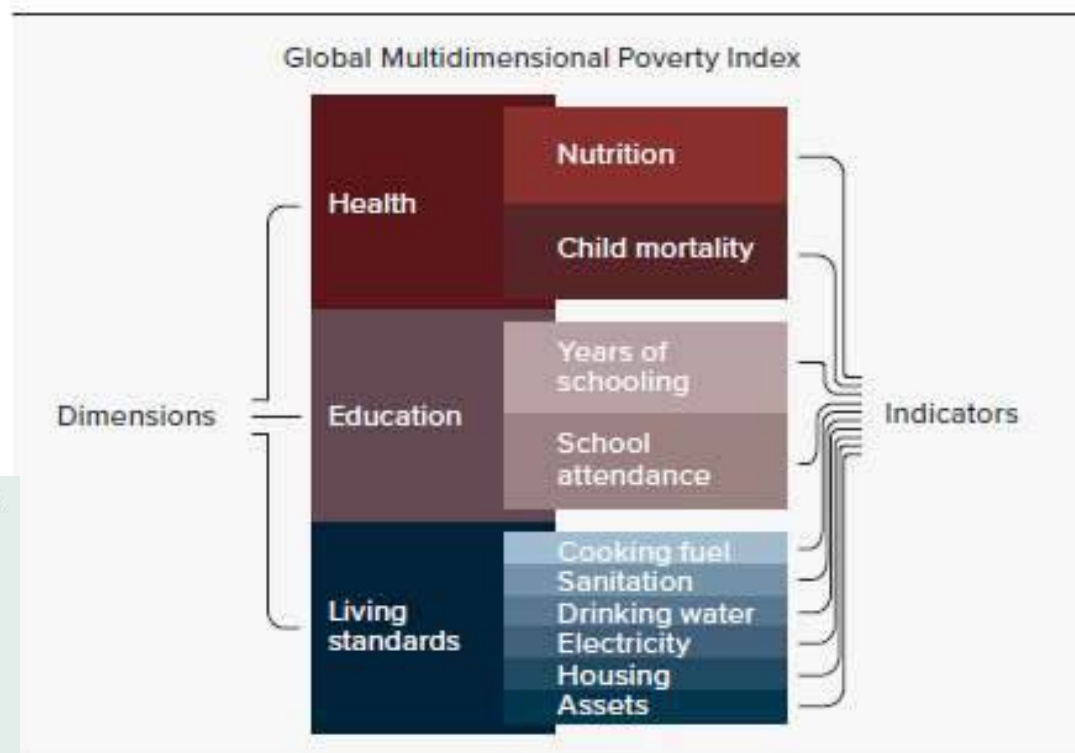 Global Multidimensional Poverty Index
Dimensions
Health
Nutrition
Child mortality
Education
Years of
schooling
School
attendance
Living
standards
Cooking fuel
Sanitation
Drinking water
Electricity
Housing
Assets
Indicators